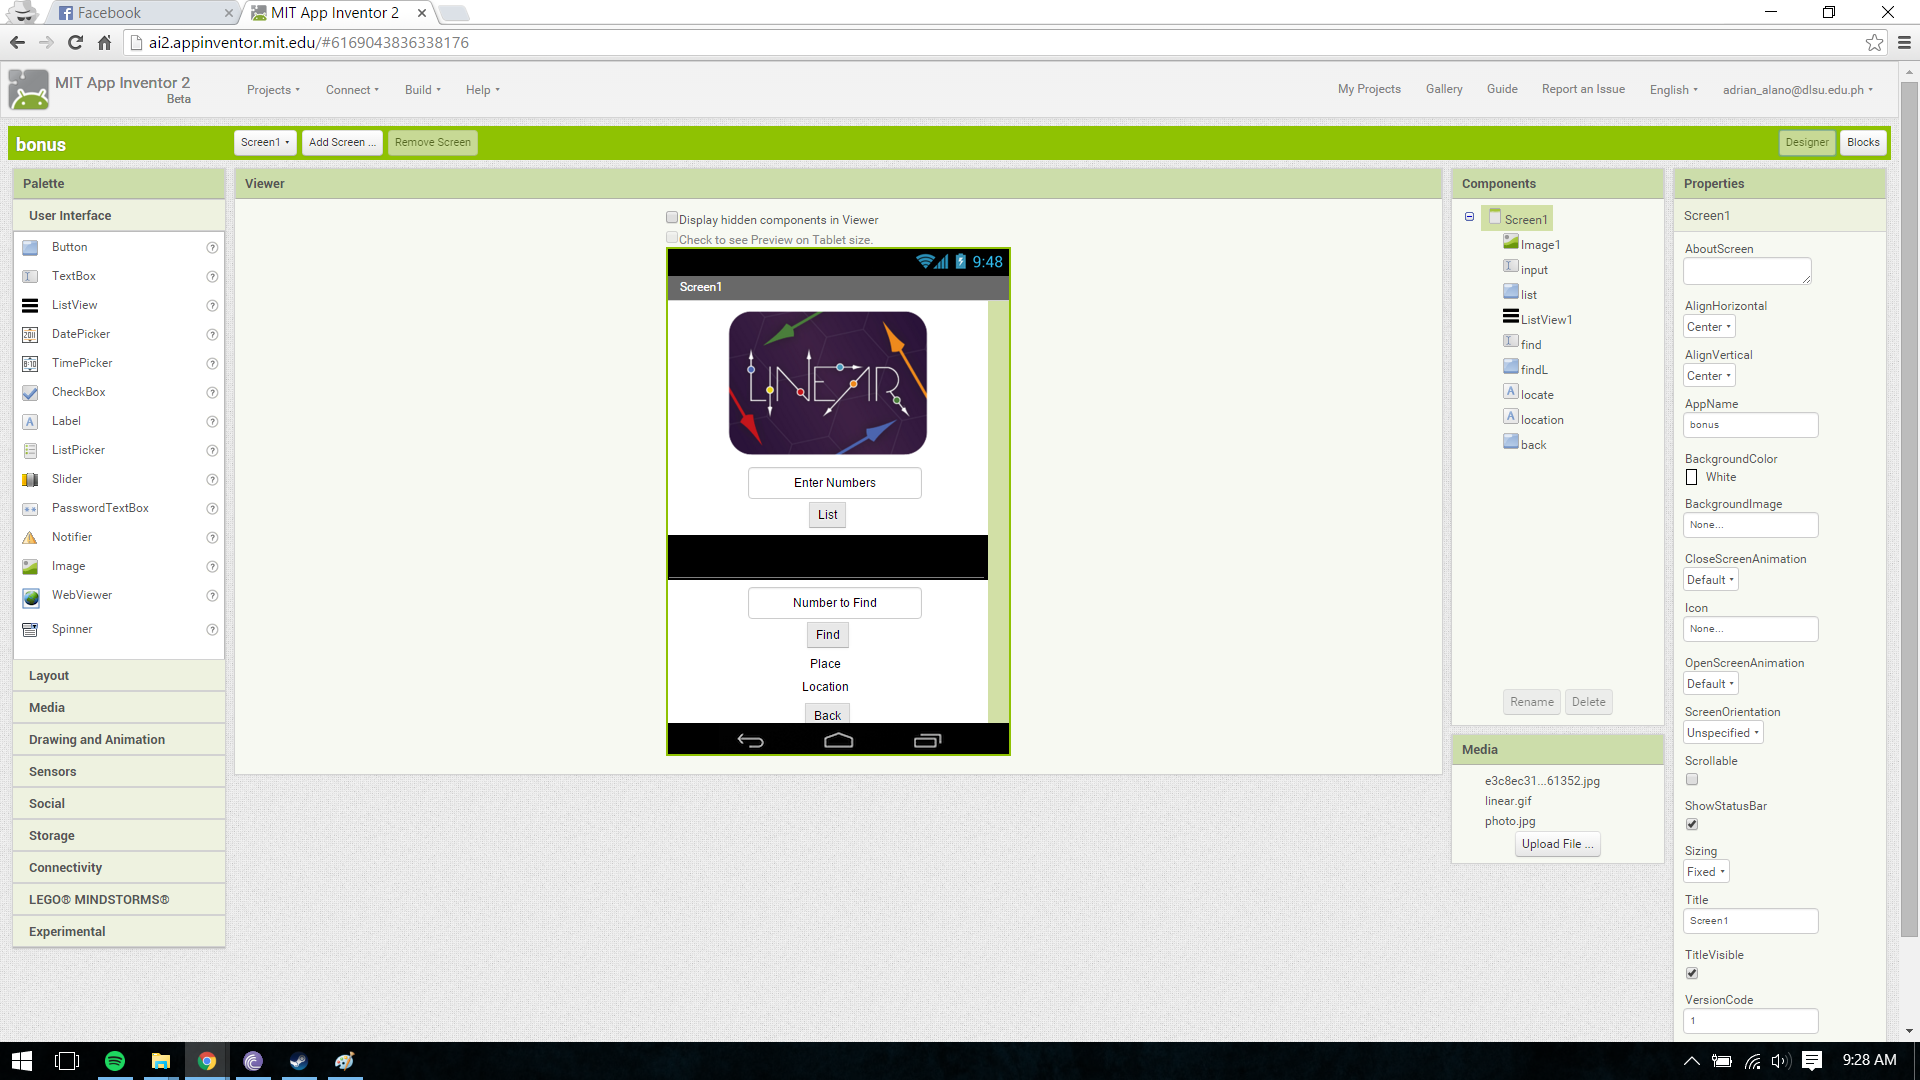 Facebook
MIT App Inventor 2
ai2.appinventor.mit.edu/#6169043836338176
MIT App Inventor 2
Beta
Projects
Connect
Build
Help
My Projects
Gallery
Guide
Report an Issue
English
adrian_alano@dlsu.edu.ph
bonus
Screen1
Add Screen ...
Remove Screen
Designer
Blocks
Palette
User Interface
Button
TextBox
ListView
DatePicker
TimePicker
CheckBox
Label
ListPicker
Slider
PasswordTextBox
Notifier
Image
WebViewer
Spinner
Layout
Media
Drawing and Animation
Sensors
Social
Storage
Connectivity
LEGO® MINDSTORMS®
Experimental
Viewer
Display hidden components in Viewer
Check to see Preview on Tablet size.
9:48
Screen1
LINEAR
Enter Numbers
List
Number to Find
Find
Place
Location
Back
Components
Screen1
Image1
input
list
ListView1
find
findL
locate
location
back
Rename
Delete
Media
e3c8ec31...61352.jpg
linear.gif
photo.jpg
Upload File ...
Properties
Screen1
AboutScreen
AlignHorizontal
Center
AlignVertical
Center
AppName
bonus
BackgroundColor
White
BackgroundImage
None...
CloseScreenAnimation
Default
Icon
None...
OpenScreenAnimation
Default
ScreenOrientation
Unspecified
Scrollable
ShowStatusBar
Sizing
Fixed
Title
Screen1
TitleVisible
VersionCode
1
9:28 AM